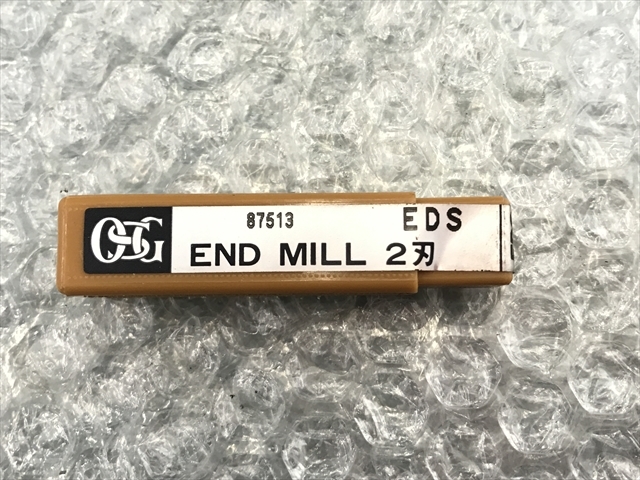 OSG
87513 EDS
END MILL 2刃